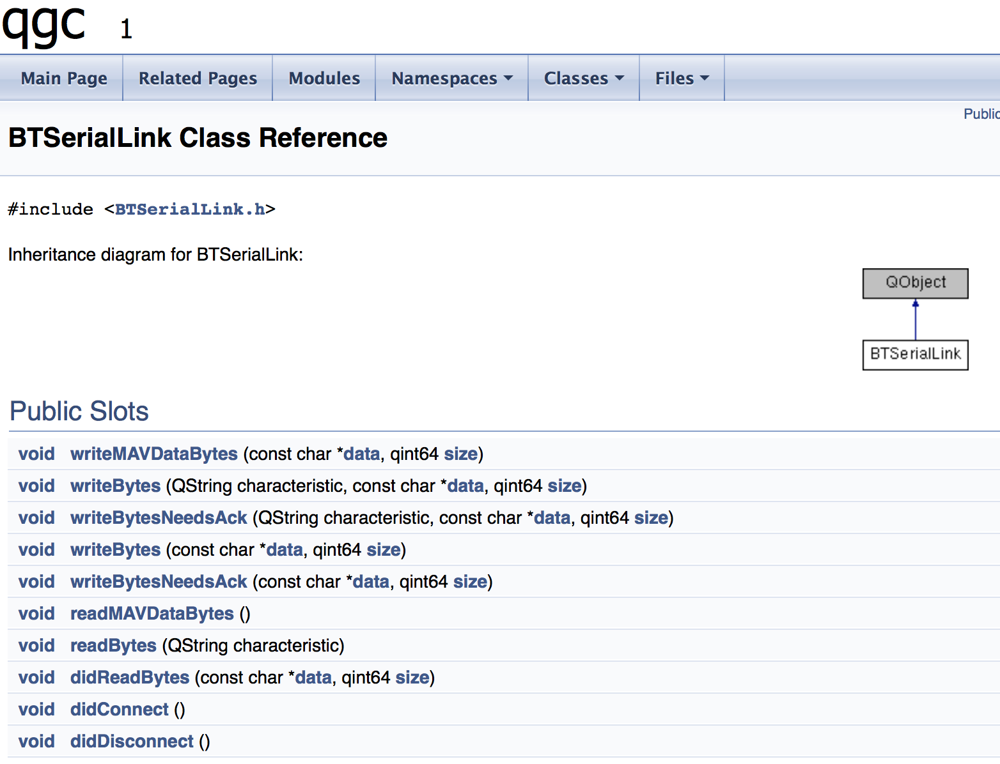 qgc 1
Main Page Related Pages Modules Namespaces Classes Files
Public
BTSerialLink Class Reference
#include <BTSerialLink.h>
Inheritance diagram for BTSerialLink:
QObject
BTSerialLink
Public Slots
void writeMAVDataBytes (const char *data, qint64 size)
void writeBytes (QString characteristic, const char *data, qint64 size)
void writeBytesNeedsAck (QString characteristic, const char *data, qint64 size)
void writeBytes (const char *data, qint64 size)
void writeBytesNeedsAck (const char *data, qint64 size)
void readMAVDataBytes ()
void readBytes (QString characteristic)
void didReadBytes (const char *data, qint64 size)
void didConnect ()
void didDisconnect ()